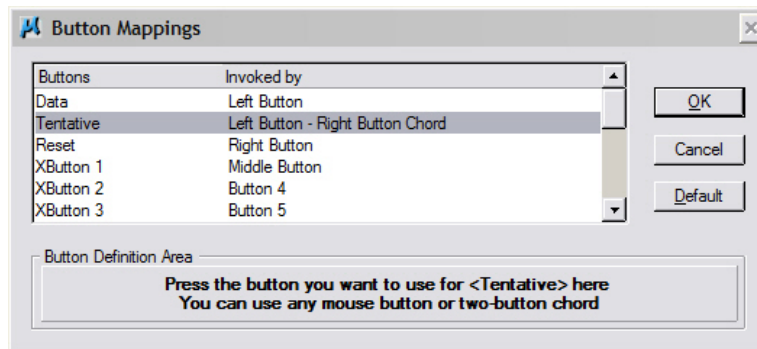 Button Mappings
Buttons Invoked by
Data Left Button
Tentative Left Button - Right Button Chord
Reset Right Button
XButton 1 Middle Button
XButton 2 Button 4
XButton 3 Button 5
OK
Cancel
Default
Button Definition Area
Press the button you want to use for <Tentative> here
You can use any mouse button or two-button chord